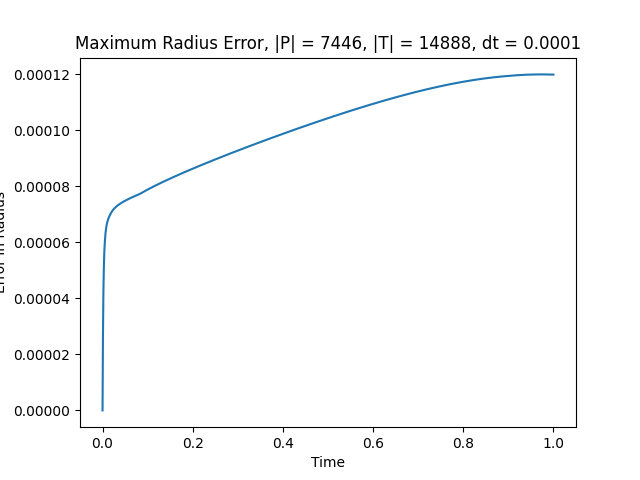 Maximum Radius Error, |P| = 7446, |T| = 14888, dt = 0.0001
0.00012
0.00010
0.00008
0.00006
0.00004
0.00002
0.00000
Error in Radius
0.0 0.2 0.4 0.6 0.8 1.0
Time